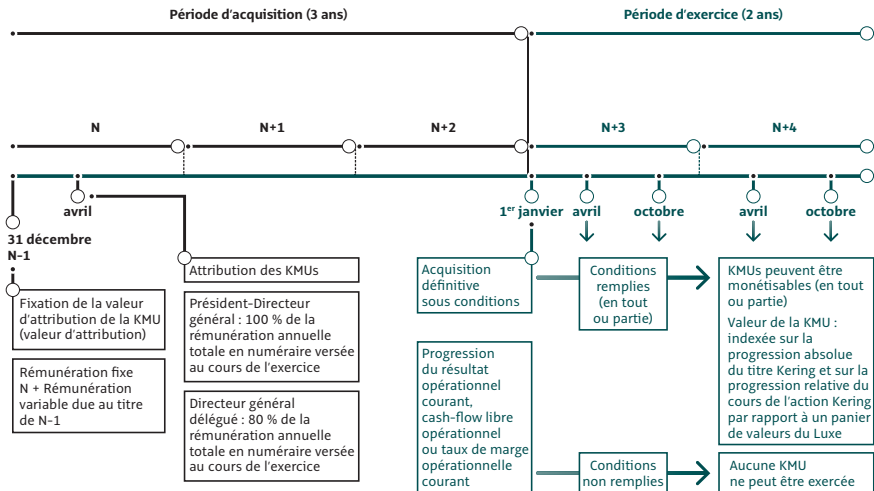 Période d'acquisition (3 ans)
Période d'exercice (2 ans)
N
N+1
N+2
N+3
N+4
avril
1er janvier
avril
octobre
avril
octobre
31 décembre
N-1
Fixation de la valeur
d'attribution de la KMU
(valeur d'attribution)
Rémunération fixe
N + Rémunération
variable due au titre
de N-1
Attribution des KMUs
Président-Directeur
général : 100 % de la
rémunération annuelle
totale en numéraire versée
au cours de l'exercice
Directeur général
délégué : 80 % de la
rémunération annuelle
totale en numéraire versée
au cours de l'exercice
Acquisition
définitive
sous conditions
Progression
du résultat
opérationnel
courant,
cash-flow libre
opérationnel
ou taux de marge
opérationnelle
courant
Conditions
remplies
(en tout
ou partie)
Conditions
non remplies
KMUs peuvent être
monétisables (en tout
ou partie)
Valeur de la KMU :
indexée sur la
progression absolue
du titre Kering et sur la
progression relative du
cours de l'action Kering
par rapport à un panier
de valeurs du Luxe
Aucune KMU
ne peut être exercée